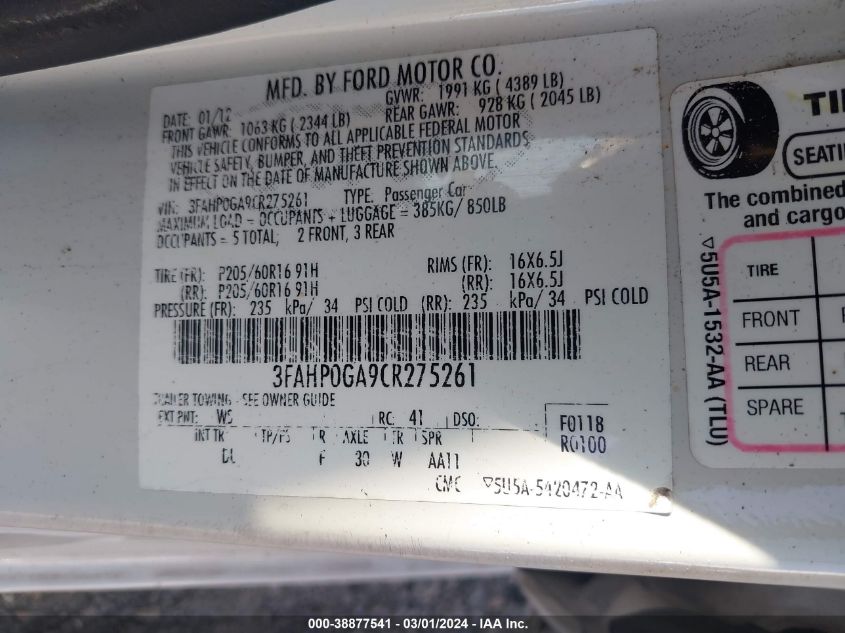 MFD. BY FORD MOTOR CO.
DATE: 01/12 GVWR: 1991 KG ( 4389 LB)
FRONT GAWR: 1063 KG ( 2344 LB) REAR GAWR: 928 KG ( 2045 LB)
THIS VEHICLE CONFORMS TO ALL APPLICABLE FEDERAL MOTOR
VEHICLE SAFETY, BUMPER, AND THEFT PREVENTION STANDARDS
IN EFFECT ON THE DATE OF MANUFACTURE SHOWN ABOVE.
VIN: 3FAHP0GA9CR275261 TYPE: Passenger Car
MAXIMUM LOAD = OCCUPANTS + LUGGAGE = 385KG/ 850LB
OCCUPANTS = 5 TOTAL; 2 FRONT, 3 REAR
TIRE (FR): P205/60R16 91H RIMS (FR): 16X6.5J
(RR): P205/60R16 91H (RR): 16X6.5J
PRESSURE (FR): 235 kPa/ 34 PSI COLD (RR): 235 kPa/ 34 PSI COLD
3FAHP0GA9CR275261
TRAILER TOWING - SEE OWNER GUIDE
EXT PNT: WS RC: 41 DSO: F0118
R0100
INT TR TP/PS R AXLE TR SPR
DL F 30 W AA11
CMC ▽5U5A-5420472-AA
SEATI
The combined
and cargo
TIRE
FRONT
REAR
SPARE
▽5U5A-1532-AA (TLU)
000-38877541 - 03/01/2024 - IAA Inc.